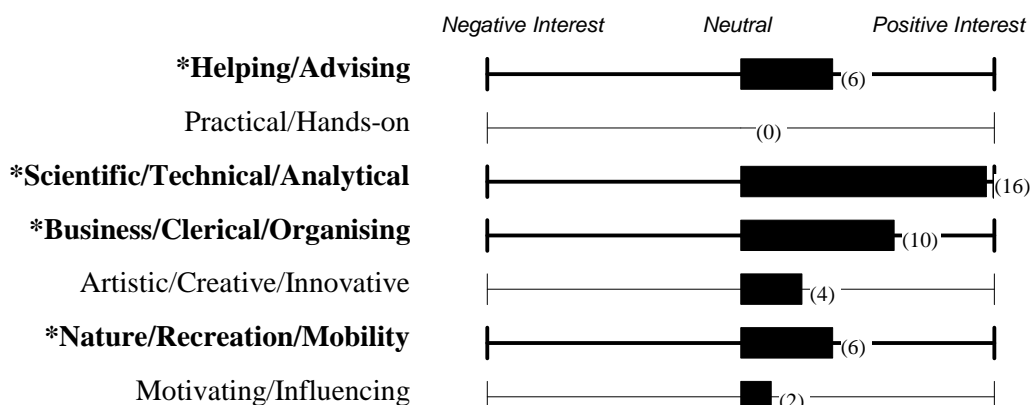 Negative Interest Neutral Positive Interest
*Helping/Advising (6)
Practical/Hands-on (0)
*Scientific/Technical/Analytical (16)
*Business/Clerical/Organising (10)
Artistic/Creative/Innovative (4)
*Nature/Recreation/Mobility (6)
Motivating/Influencing (2)